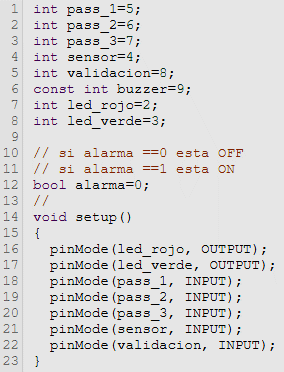 1 int pass_1=5;
2 int pass_2=6;
3 int pass_3=7;
4 int sensor=4;
5 int validacion=8;
6 const int buzzer=9;
7 int led_rojo=2;
8 int led_verde=3;
9
10 // si alarma ==0 esta OFF
11 // si alarma ==1 esta ON
12 bool alarma=0;
13 //
14 void setup()
15 {
16   pinMode(led_rojo, OUTPUT);
17   pinMode(led_verde, OUTPUT);
18   pinMode(pass_1, INPUT);
19   pinMode(pass_2, INPUT);
20   pinMode(pass_3, INPUT);
21   pinMode(sensor, INPUT);
22   pinMode(validacion, INPUT);
23 }